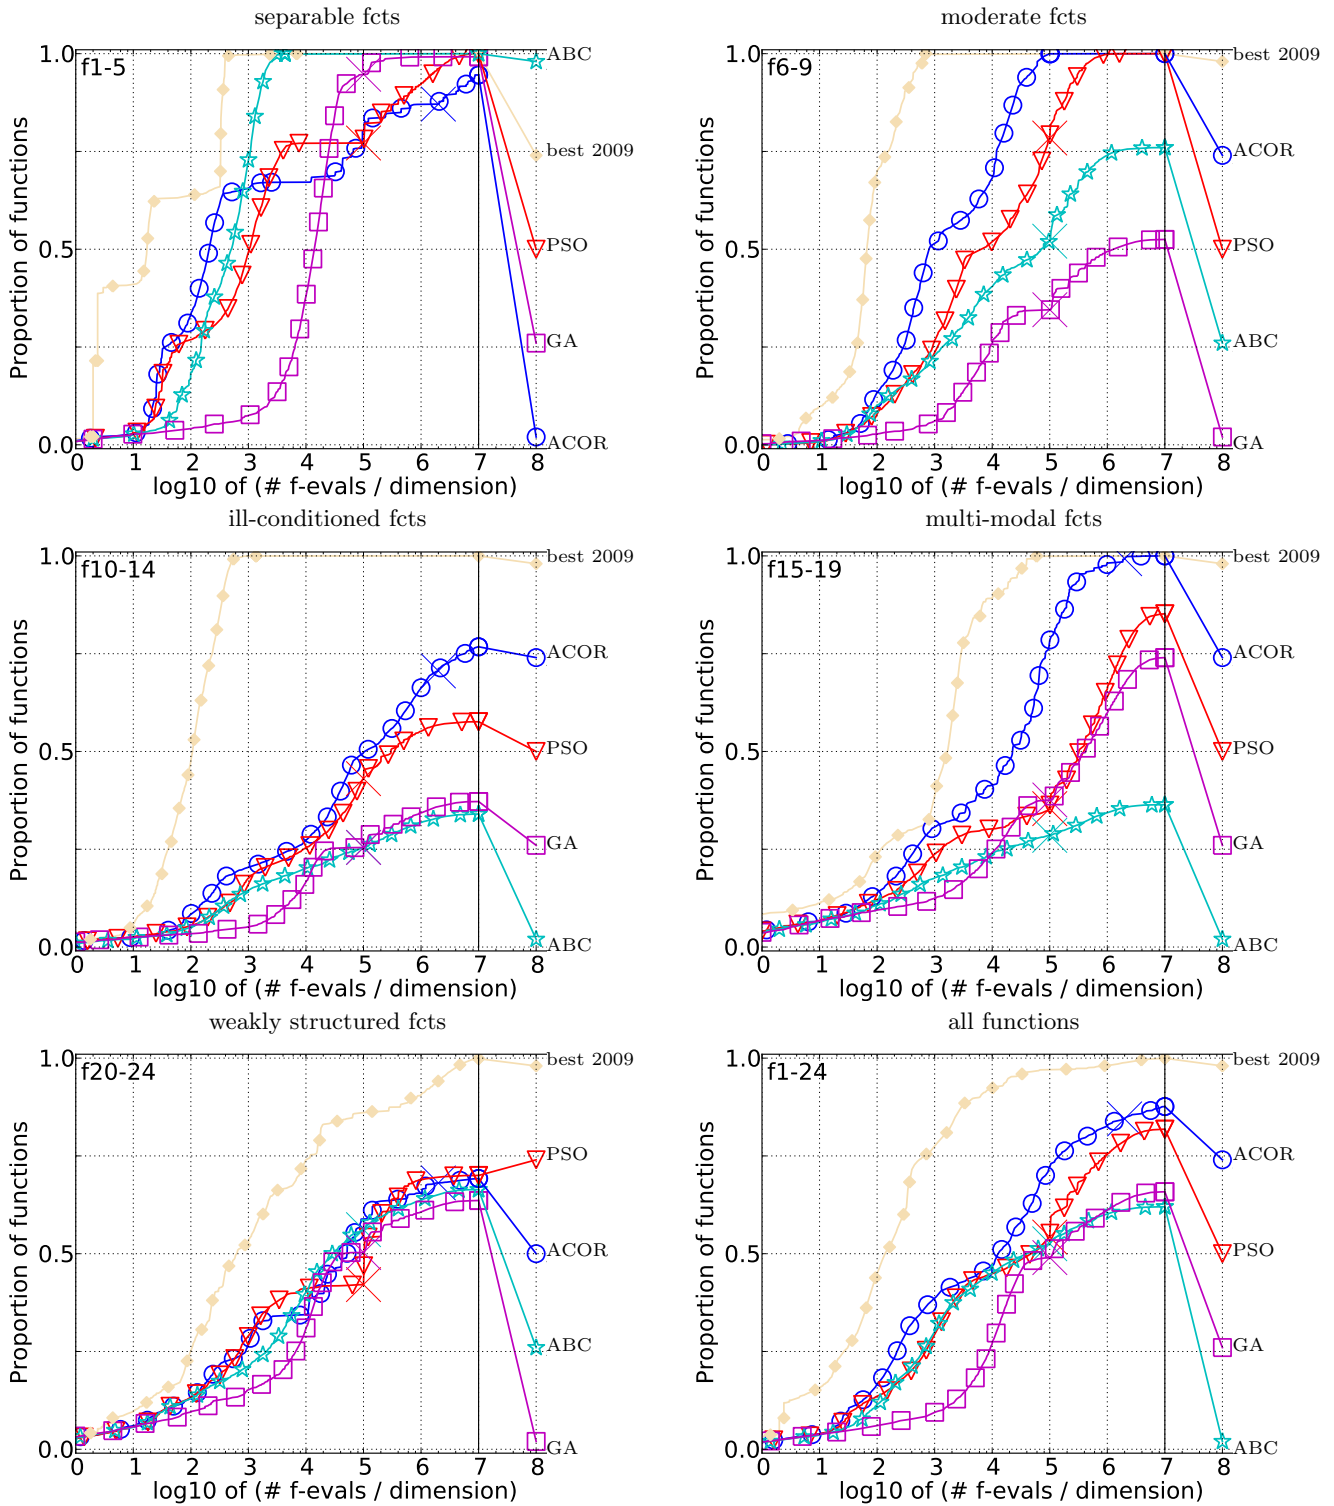 separable fcts
f1-5
Proportion of functions
1.0
0.5
0.0
0 1 2 3 4 5 6 7 8
log10 of (# f-evals / dimension)
ABC
best 2009
PSO
GA
ACOR
moderate fcts
f6-9
Proportion of functions
1.0
0.5
0.0
0 1 2 3 4 5 6 7 8
log10 of (# f-evals / dimension)
best 2009
ACOR
PSO
ABC
GA
ill-conditioned fcts
f10-14
Proportion of functions
1.0
0.5
0.0
0 1 2 3 4 5 6 7 8
log10 of (# f-evals / dimension)
best 2009
ACOR
PSO
GA
ABC
multi-modal fcts
f15-19
Proportion of functions
1.0
0.5
0.0
0 1 2 3 4 5 6 7 8
log10 of (# f-evals / dimension)
best 2009
ACOR
PSO
GA
ABC
weakly structured fcts
f20-24
Proportion of functions
1.0
0.5
0.0
0 1 2 3 4 5 6 7 8
log10 of (# f-evals / dimension)
best 2009
PSO
ACOR
ABC
GA
all functions
f1-24
Proportion of functions
1.0
0.5
0.0
0 1 2 3 4 5 6 7 8
log10 of (# f-evals / dimension)
best 2009
ACOR
PSO
GA
ABC